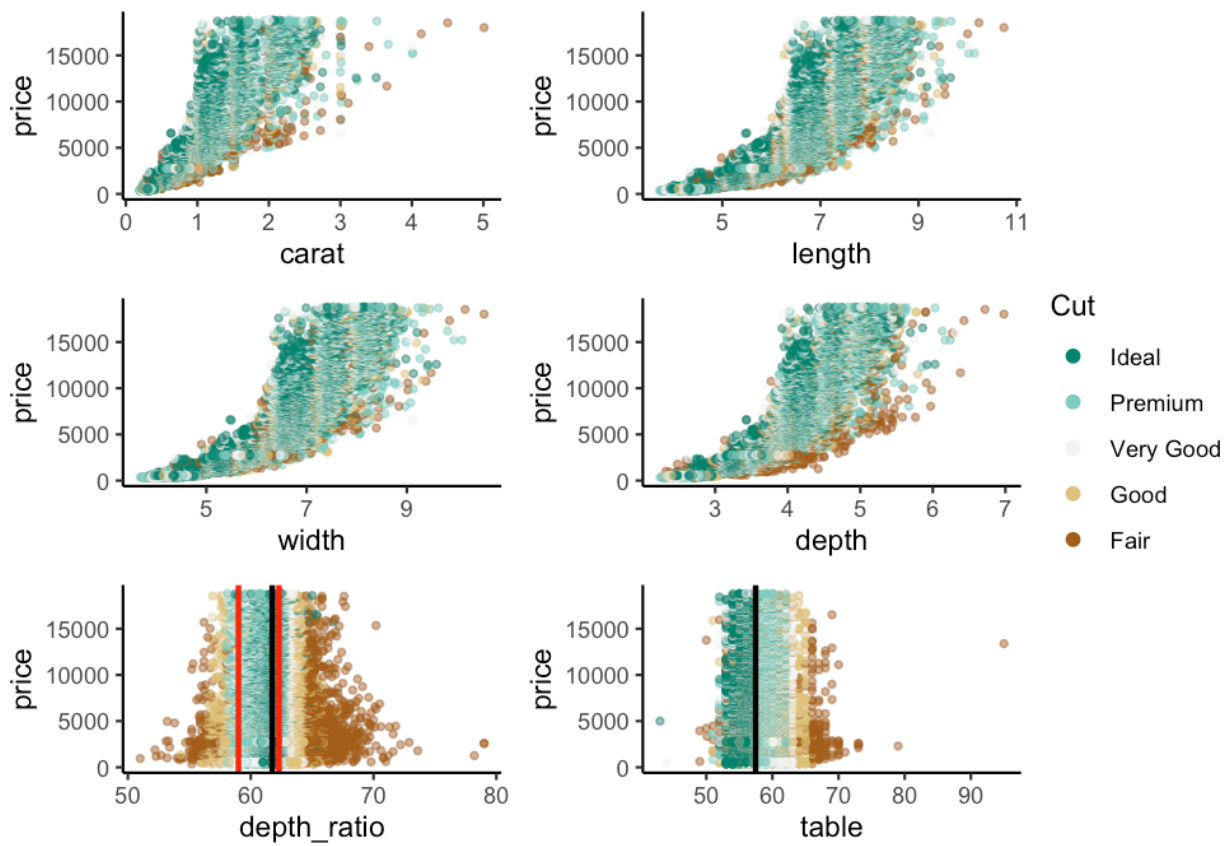 price
15000
10000
5000
0
0 1 2 3 4 5
carat
price
15000
10000
5000
0
5 7 9 11
length
price
15000
10000
5000
0
5 7 9
width
price
15000
10000
5000
0
3 4 5 6 7
depth
Cut
Ideal
Premium
Very Good
Good
Fair
price
15000
10000
5000
0
50 60 70 80
depth_ratio
price
15000
10000
5000
0
50 60 70 80 90
table